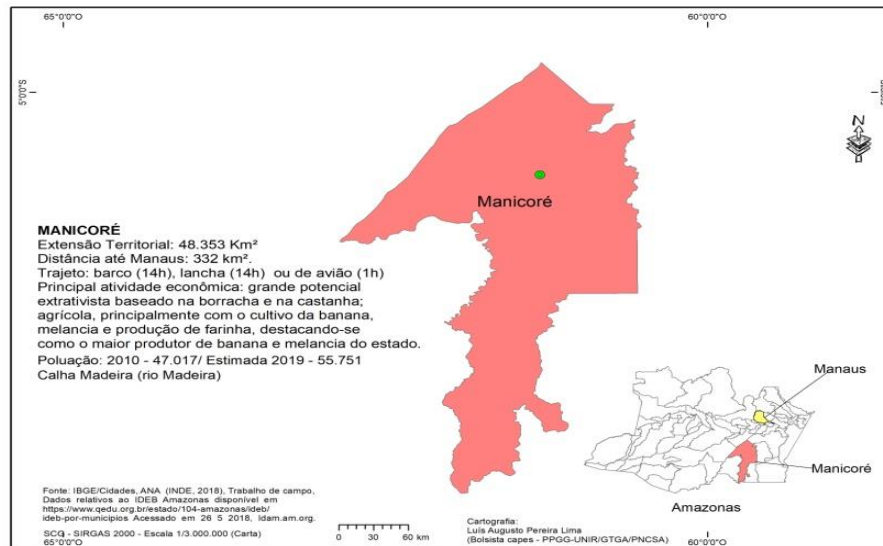 65°0'0"O
60°0'0"O
5°0'0"S
N
Manicoré
MANICORÉ
Extensão Territorial: 48.353 Km²
Distância até Manaus: 332 km².
Trajeto: barco (14h), lancha (14h) ou de avião (1h)
Principal atividade econômica: grande potencial
extrativista baseado na borracha e na castanha;
agrícola, principalmente com o cultivo da banana,
melancia e produção de farinha, destacando-se
como o maior produtor de banana e melancia do estado.
Poluação: 2010 - 47.017/ Estimada 2019 - 55.751
Calha Madeira (rio Madeira)
Manaus
Manicoré
Amazonas
Fonte: IBGE/Cidades, ANA (INDE, 2018), Trabalho de campo,
Dados relativos ao IDEB Amazonas disponível em
https://www.qedu.org.br/estado/104-amazonas/ideb/
ideb-por-municipios Acessado em 26 5 2018, Idam.am.org.
SCG - SIRGAS 2000 - Escala 1/3.000.000 (Carta)
0 30 60 km
Cartografia:
Luís Augusto Pereira Lima
(Bolsista capes - PPGG-UNIR/GTGA/PNCSA)
65°0'0"O
60°0'0"O